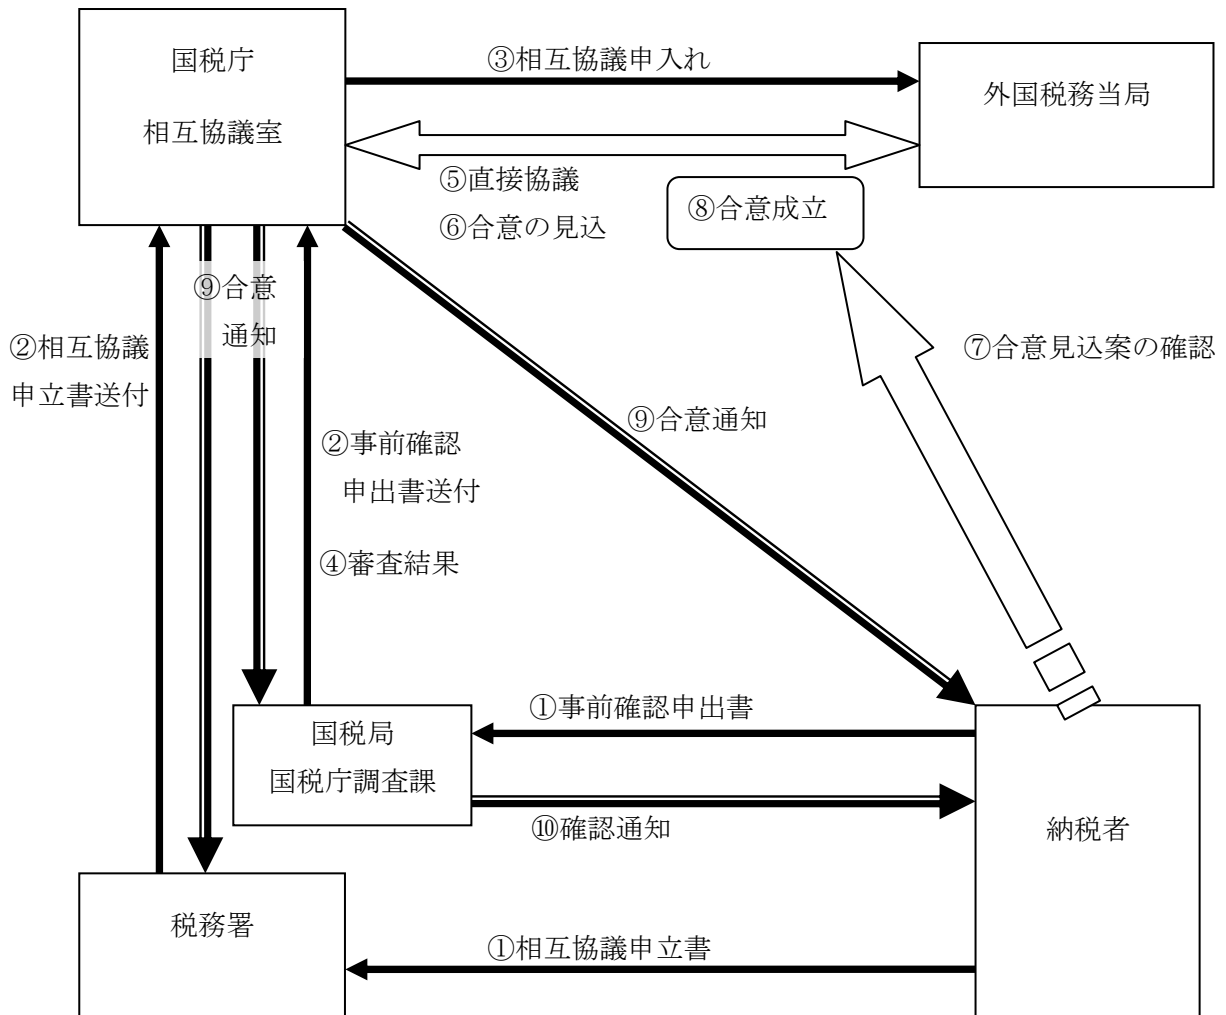 国税庁
相互協議室
③相互協議申入れ
外国税務当局
⑤直接協議
⑥合意の見込
⑧合意成立
⑨合意
通知
②相互協議
申立書送付
⑦合意見込案の確認
⑨合意通知
②事前確認
申出書送付
④審査結果
①事前確認申出書
国税局
国税庁調査課
⑩確認通知
納税者
税務署
①相互協議申立書